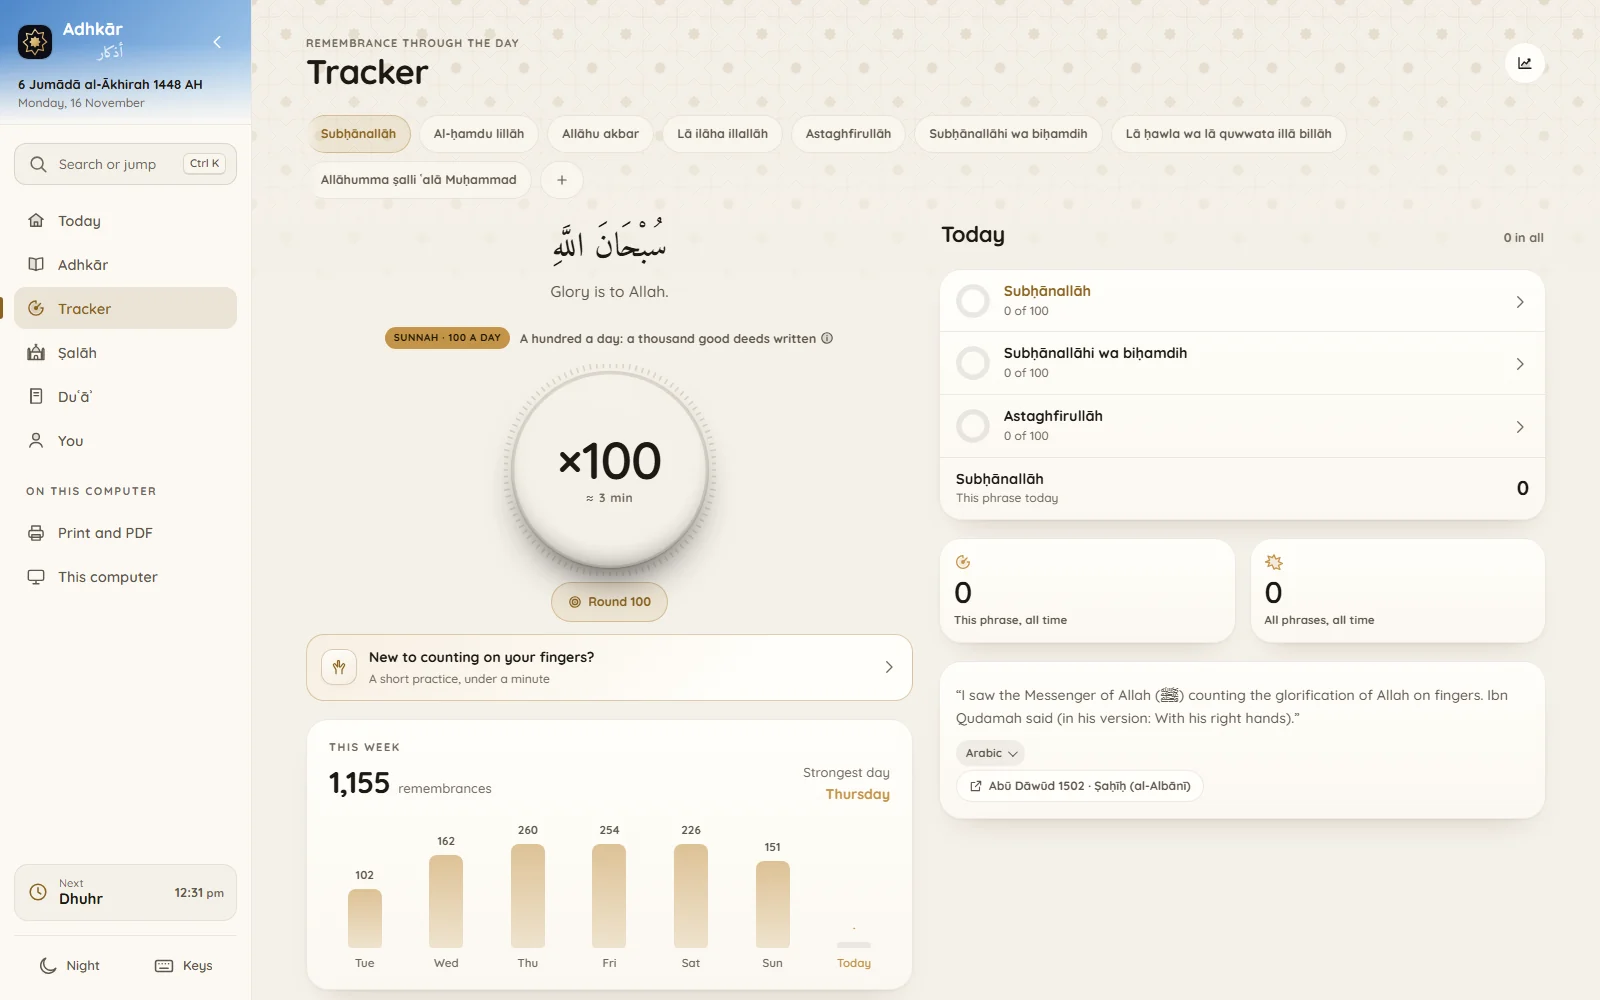 Adhkār
أذكار
6 Jumādā al-Ākhirah 1448 AH
Monday, 16 November
Search or jump
Ctrl K
Today
Adhkār
Tracker
Ṣalāh
Duʿāʾ
You
ON THIS COMPUTER
Print and PDF
This computer
Next
Dhuhr
12:31 pm
Night
Keys
REMEMBRANCE THROUGH THE DAY
Tracker
Subḥānallāh
Al-ḥamdu lillāh
Allāhu akbar
Lā ilāha illallāh
Astaghfirullāh
Subḥānallāhi wa biḥamdih
Lā ḥawla wa lā quwwata illā billāh
Allāhumma ṣalli ʿalā Muḥammad
+
سُبْحَانَ اللَّهِ
Glory is to Allah.
SUNNAH · 100 A DAY
A hundred a day: a thousand good deeds written
×100
≈ 3 min
Round 100
New to counting on your fingers?
A short practice, under a minute
THIS WEEK
1,155 remembrances
Strongest day
Thursday
102
162
260
254
226
151
·
Tue
Wed
Thu
Fri
Sat
Sun
Today
Today
0 in all
Subḥānallāh
0 of 100
Subḥānallāhi wa biḥamdih
0 of 100
Astaghfirullāh
0 of 100
Subḥānallāh
This phrase today
0
0
This phrase, all time
0
All phrases, all time
“I saw the Messenger of Allah (ﷺ) counting the glorification of Allah on fingers. Ibn
Qudamah said (in his version: With his right hands).”
Arabic
Abū Dāwūd 1502 · Ṣaḥīḥ (al-Albānī)